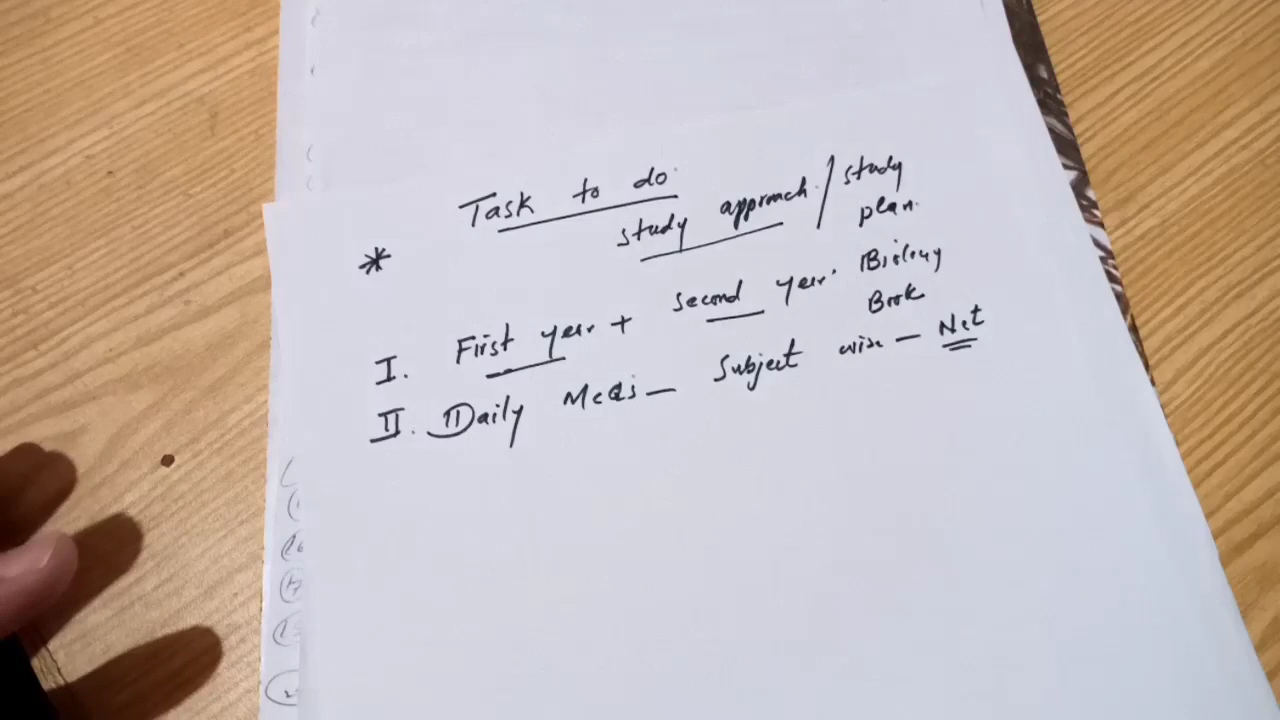 Task to do.
* study approach. / study plan.
I. First year + second year. Biology Book
II. Daily McQs — Subject wise — Net